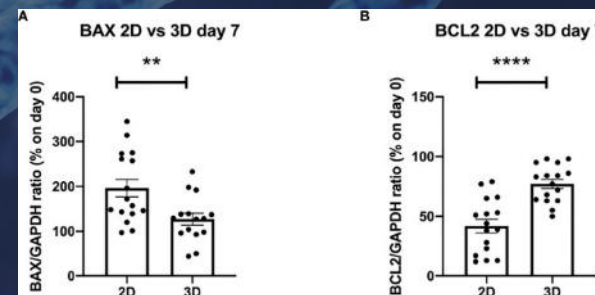 A
BAX 2D vs 3D day 7
**
BAX/GAPDH ratio (% on day 0)
400
300
200
100
0
2D
3D
B
BCL2 2D vs 3D day
****
BCL2/GAPDH ratio (% on day 0)
150
100
50
0
2D
3D